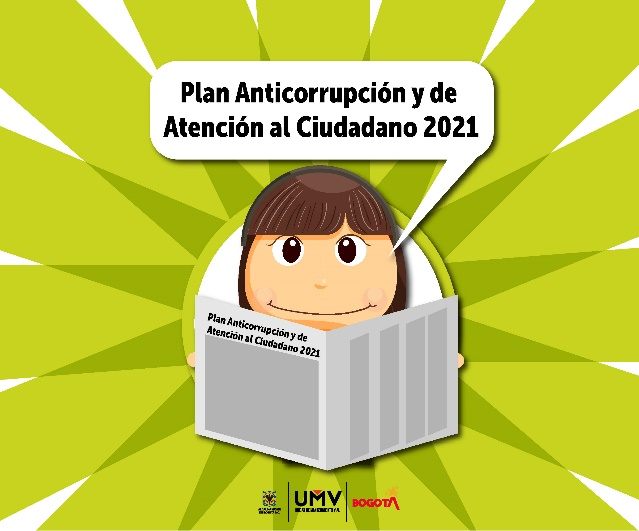 Plan Anticorrupción y de
Atención al Ciudadano 2021
Plan Anticorrupción y de
Atención al Ciudadano 2021
UMV
BOGOTÁ